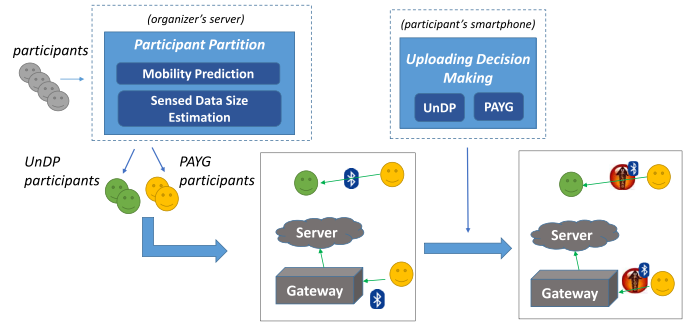 (organizer's server)
Participant Partition
Mobility Prediction
Sensed Data Size
Estimation
participants
(participant's smartphone)
Uploading Decision
Making
UnDP
PAYG
UnDP
participants
PAYG
participants
Server
Gateway
Server
Gateway